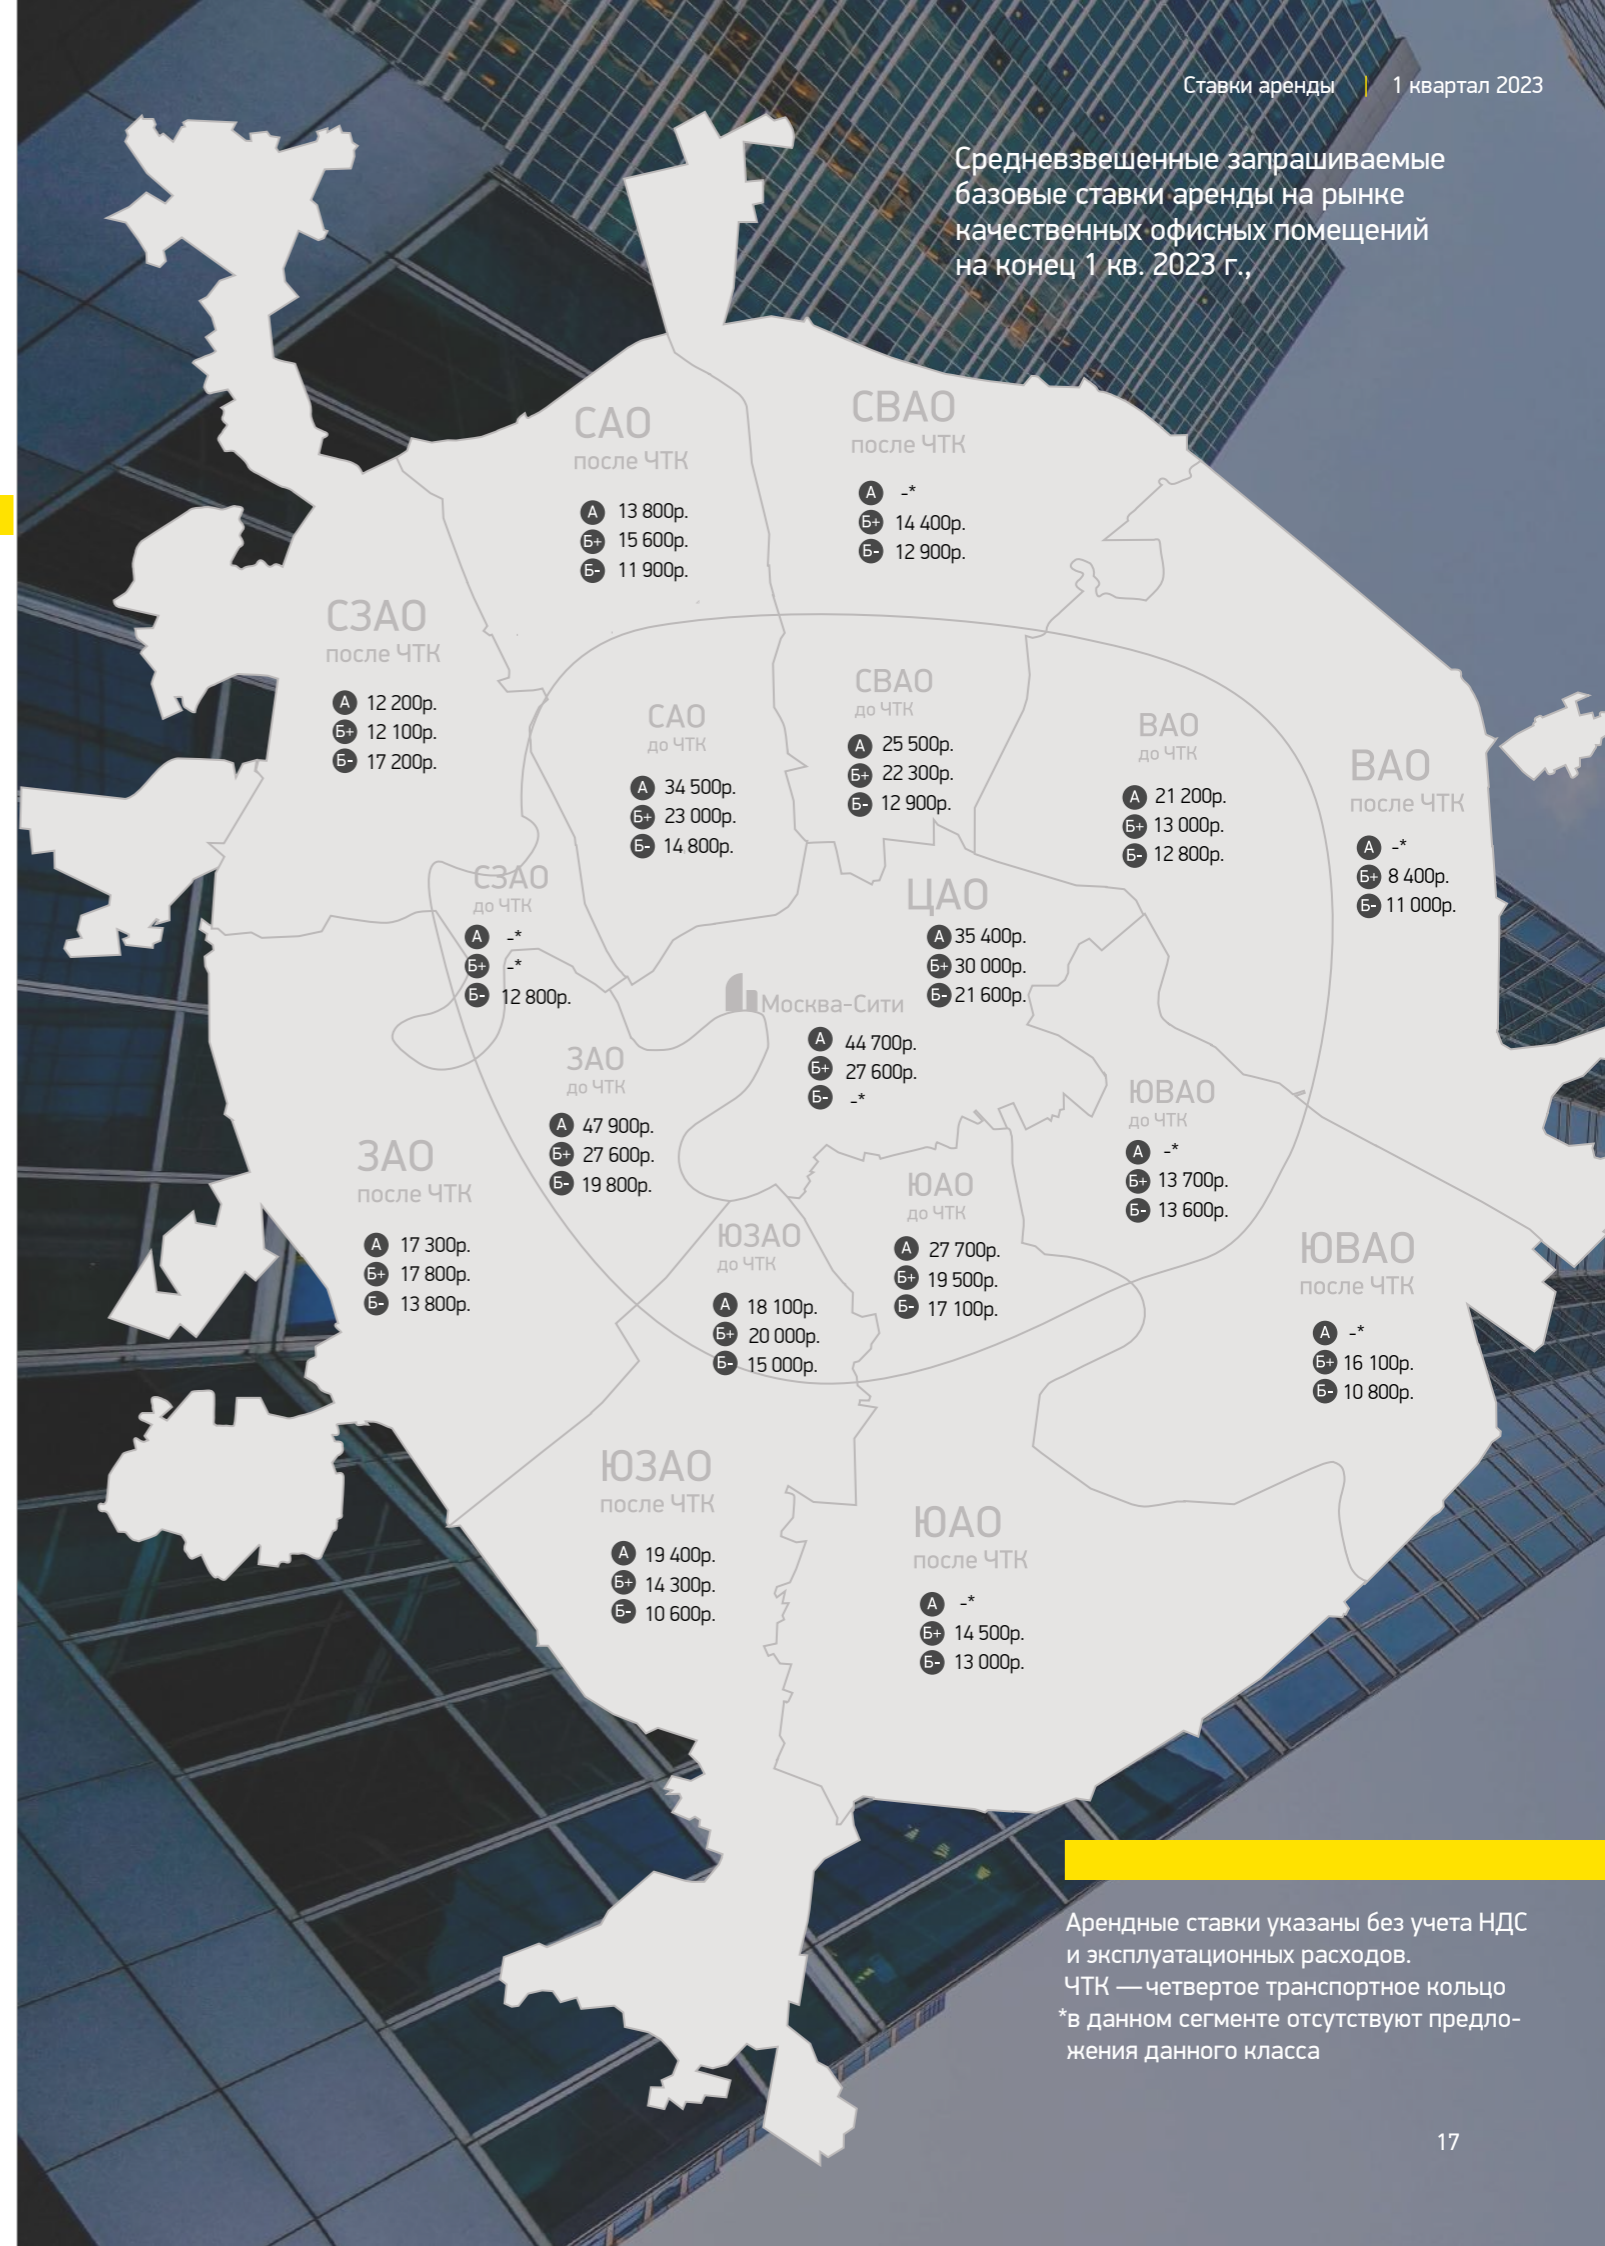 Ставки аренды | 1 квартал 2023
Средневзвешенные запрашиваемые
базовые ставки аренды на рынке
качественных офисных помещений
на конец 1 кв. 2023 г.,
САО
после ЧТК
А 13 800р.
Б+ 15 600р.
Б- 11 900р.
СВАО
после ЧТК
А -*
Б+ 14 400р.
Б- 12 900р.
СЗАО
после ЧТК
А 12 200р.
Б+ 12 100р.
Б- 17 200р.
САО
до ЧТК
А 34 500р.
Б+ 23 000р.
Б- 14 800р.
СВАО
до ЧТК
А 25 500р.
Б+ 22 300р.
Б- 12 900р.
ВАО
до ЧТК
А 21 200р.
Б+ 13 000р.
Б- 12 800р.
ВАО
после ЧТК
А -*
Б+ 8 400р.
Б- 11 000р.
СЗАО
до ЧТК
А -*
Б+ -*
Б- 12 800р.
ЦАО
А 35 400р.
Б+ 30 000р.
Б- 21 600р.
Москва-Сити
А 44 700р.
Б+ 27 600р.
Б- -*
ЗАО
до ЧТК
А 47 900р.
Б+ 27 600р.
Б- 19 800р.
ЮВАО
до ЧТК
А -*
Б+ 13 700р.
Б- 13 600р.
ЗАО
после ЧТК
А 17 300р.
Б+ 17 800р.
Б- 13 800р.
ЮЗАО
до ЧТК
А 18 100р.
Б+ 20 000р.
Б- 15 000р.
ЮАО
до ЧТК
А 27 700р.
Б+ 19 500р.
Б- 17 100р.
ЮВАО
после ЧТК
А -*
Б+ 16 100р.
Б- 10 800р.
ЮЗАО
после ЧТК
А 19 400р.
Б+ 14 300р.
Б- 10 600р.
ЮАО
после ЧТК
А -*
Б+ 14 500р.
Б- 13 000р.
Арендные ставки указаны без учета НДС
и эксплуатационных расходов.
ЧТК — четвертое транспортное кольцо
*в данном сегменте отсутствуют предло-
жения данного класса
17